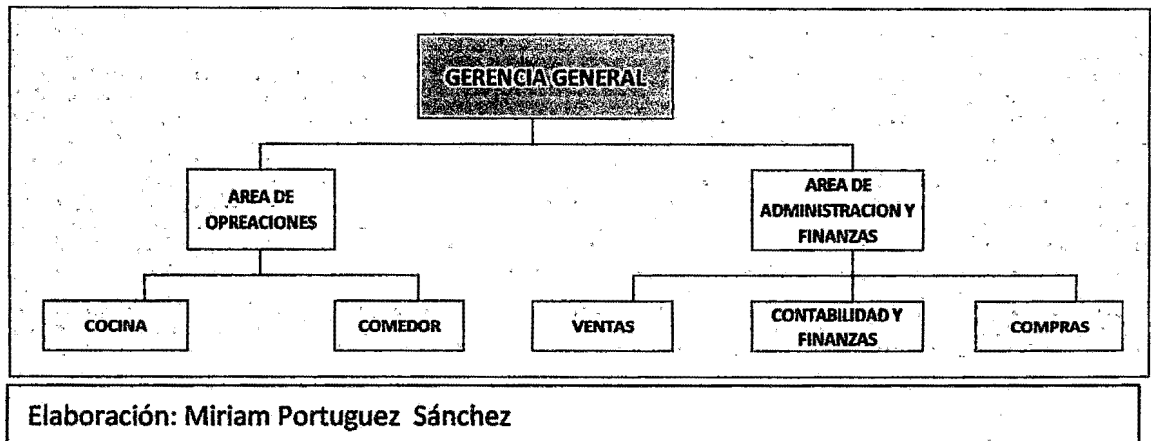 GERENCIA GENERAL
AREA DE
OPREACIONES
AREA DE
ADMINISTRACION Y
FINANZAS
COCINA
COMEDOR
VENTAS
CONTABILIDAD Y
FINANZAS
COMPRAS
Elaboración: Miriam Portuguez Sánchez